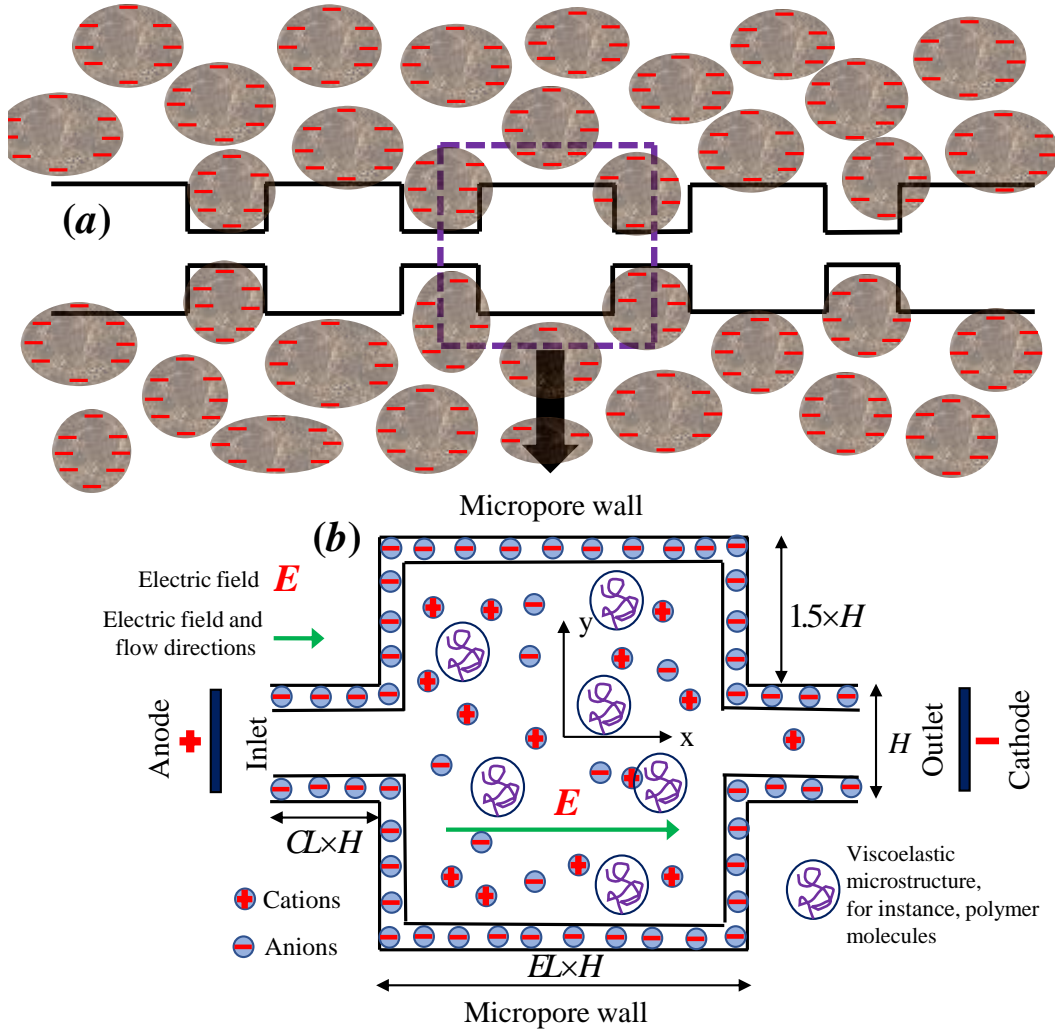 (a)
Micropore wall
(b)
Electric field E
Electric field and
flow directions
1.5×H
y
x
Anode
Inlet
H
Outlet
Cathode
CL×H
E
Cations
Anions
Viscoelastic
microstructure,
for instance, polymer
molecules
EL×H
Micropore wall